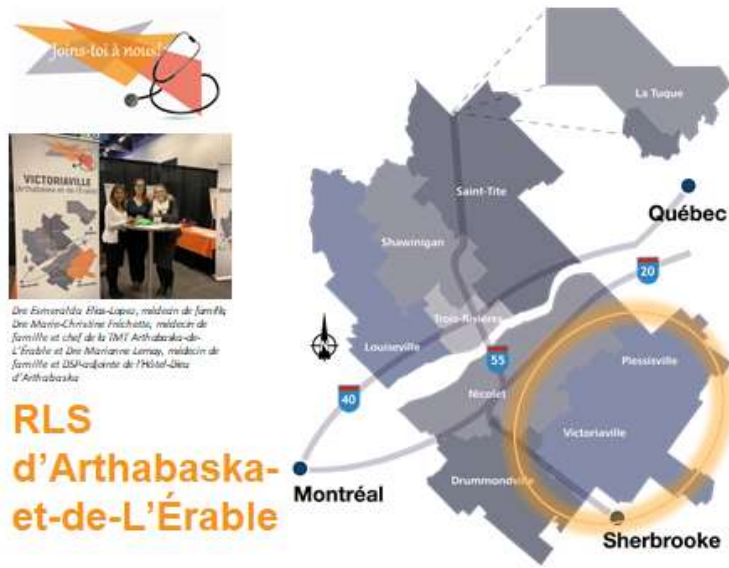 Joins-toi à nous!
VICTORIAVILLE
(Arthabaska et de l'Érable)
Dre Esmeralda Elias-Lopez, médecin de famille,
Dre Marie-Christine Fréchette, médecin de
famille et chef de la TMT Arthabaska-de-
L'Érable et Dre Marianne Lemay, médecin de
famille et DSP-adjointe de l'Hôtel-Dieu
d'Arthabaska
RLS
d'Arthabaska-
et-de-L'Érable
La Tuque
Saint-Tite
Québec
Shawinigan
20
Trois-Rivières
Louiseville
55
Plessisville
Nicolet
40
Victoriaville
Drummondville
Montréal
Sherbrooke